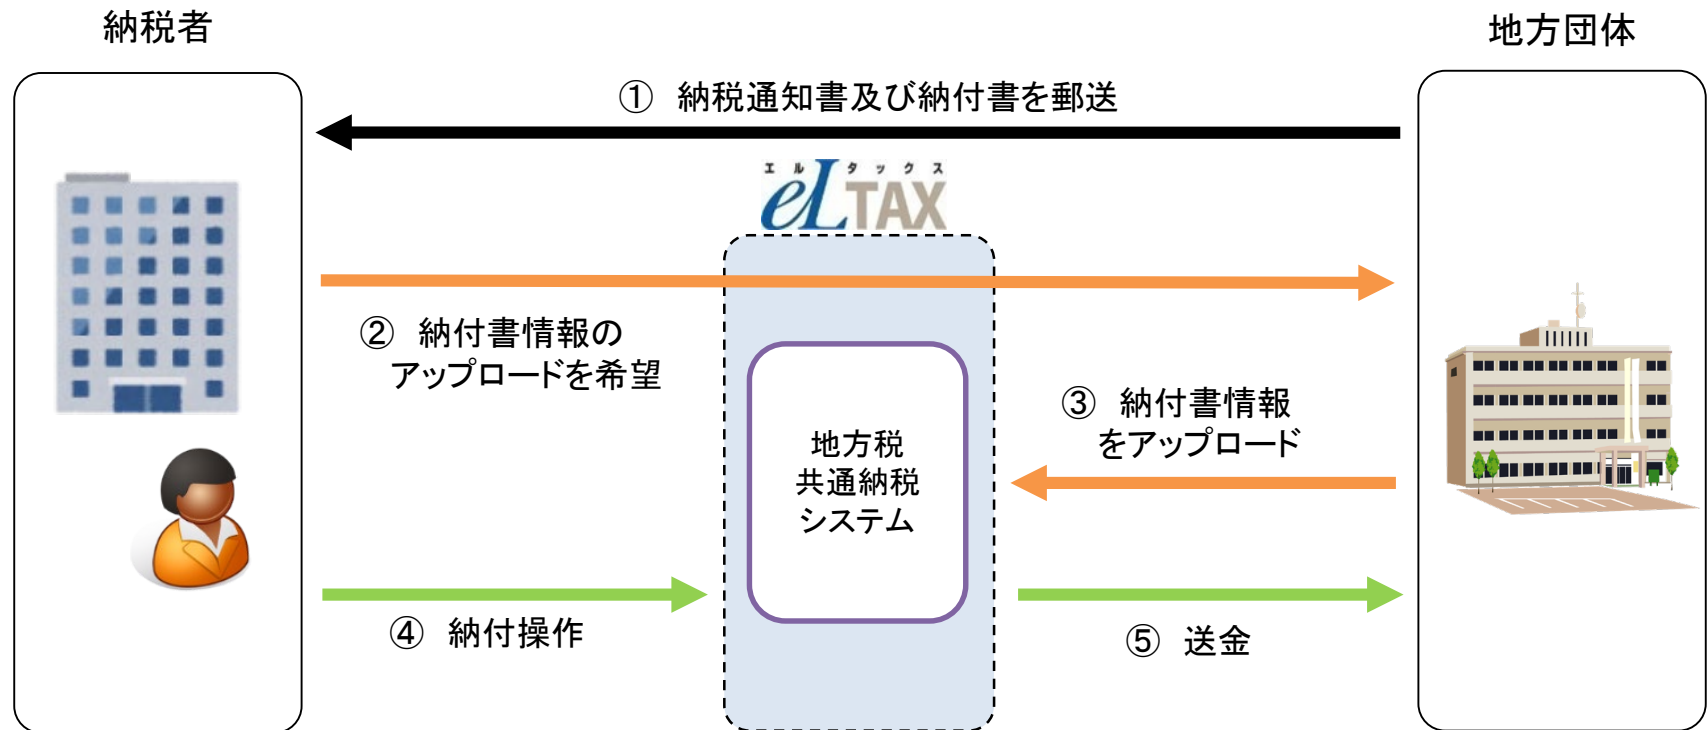 納税者
地方団体
① 納税通知書及び納付書を郵送
エルタックス
eLTAX
② 納付書情報の
アップロードを希望
③ 納付書情報
をアップロード
地方税
共通納税
システム
④ 納付操作
⑤ 送金